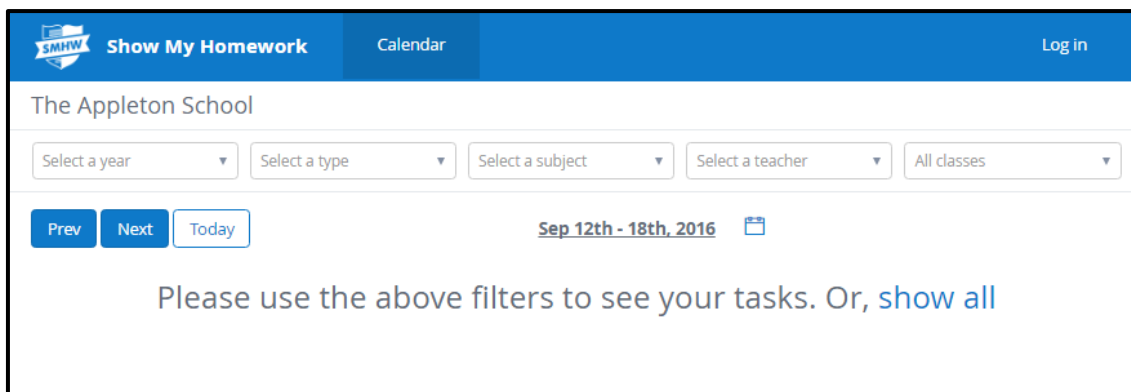 SMHW Show My Homework Calendar Log in
The Appleton School
Select a year Select a type Select a subject Select a teacher All classes
Prev Next Today Sep 12th - 18th, 2016
Please use the above filters to see your tasks. Or, show all